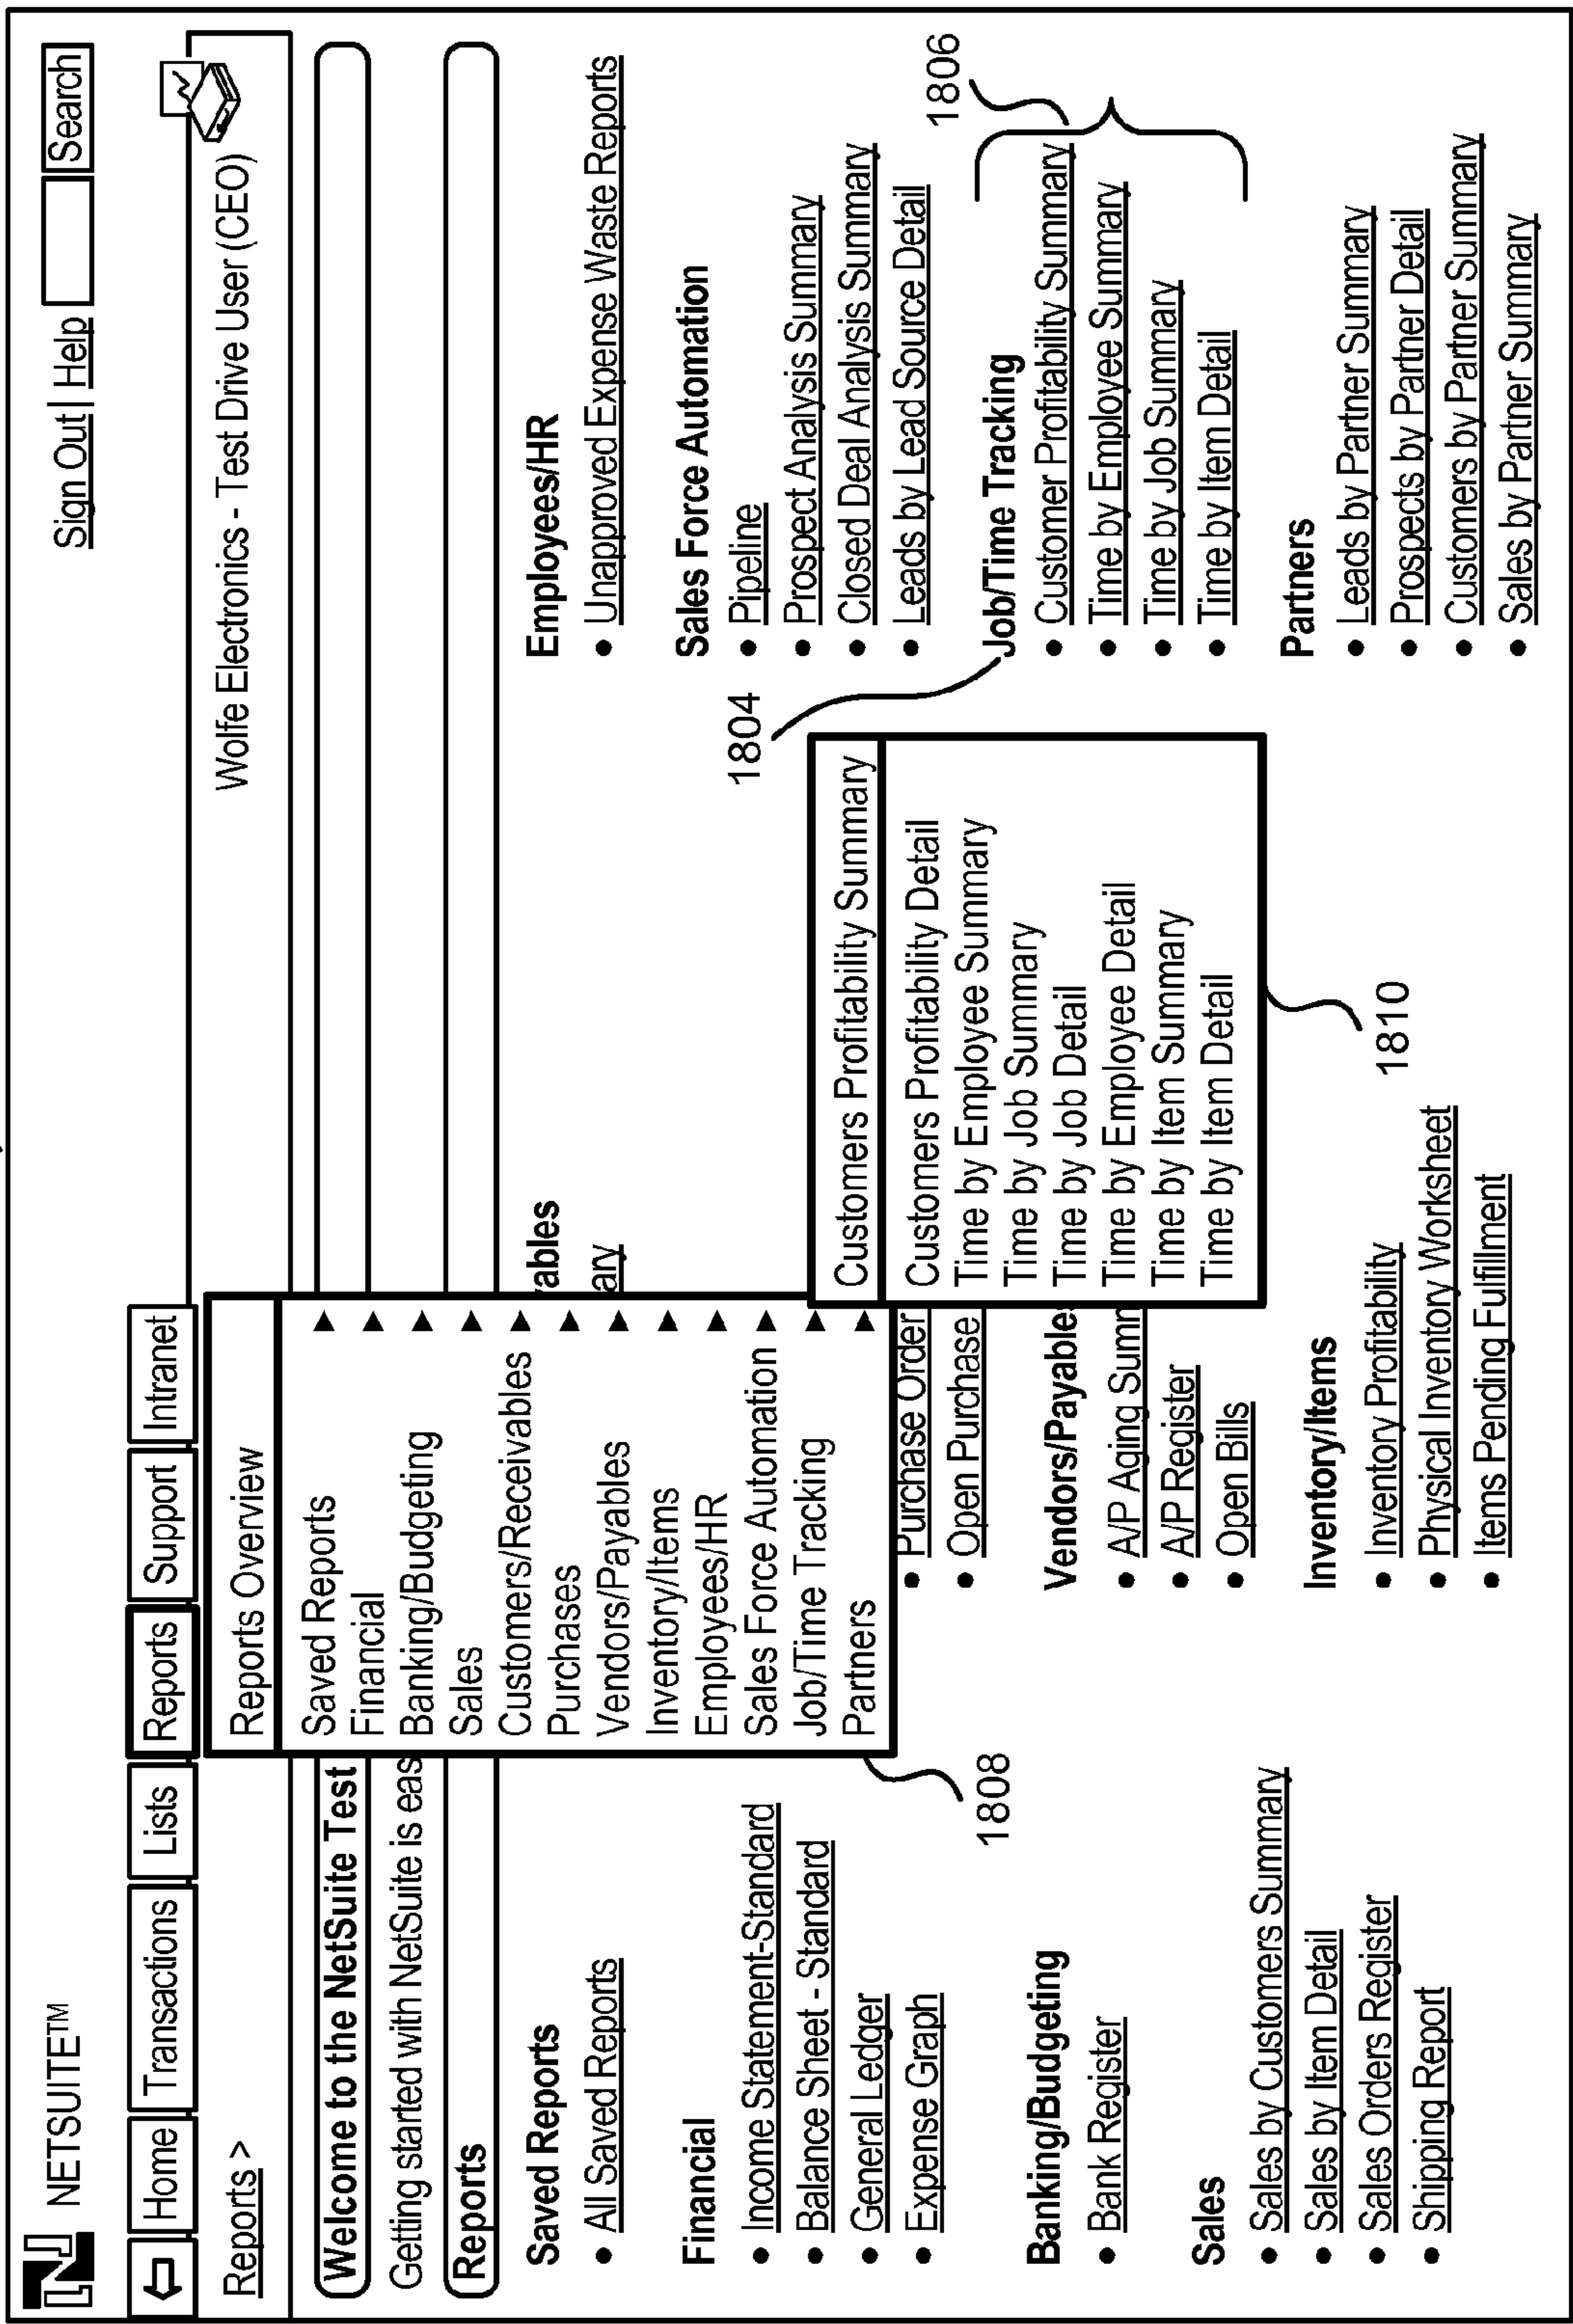 NETSUITE™
Sign Out | Help
Search
Home
Transactions
Lists
Reports
Support
Intranet
Reports >
Wolfe Electronics - Test Drive User (CEO)
Welcome to the NetSuite Test
Getting started with NetSuite is eas
Reports
Reports Overview
Saved Reports
Financial
Banking/Budgeting
Sales
Customers/Receivables
Purchases
Vendors/Payables
Inventory/Items
Employees/HR
Sales Force Automation
Job/Time Tracking
Partners
1808
Customers Profitability Summary
Customers Profitability Detail
Time by Employee Summary
Time by Job Summary
Time by Job Detail
Time by Employee Detail
Time by Item Summary
Time by Item Detail
1810
Saved Reports
• All Saved Reports
Financial
• Income Statement-Standard
• Balance Sheet - Standard
• General Ledger
• Expense Graph
Banking/Budgeting
• Bank Register
Sales
• Sales by Customers Summary
• Sales by Item Detail
• Sales Orders Register
• Shipping Report
vables
ary
• Purchase Order
• Open Purchase
Vendors/Payable
• A/P Aging Sumn
• A/P Register
• Open Bills
Inventory/Items
• Inventory Profitability
• Physical Inventory Worksheet
• Items Pending Fulfillment
Employees/HR
• Unapproved Expense Waste Reports
Sales Force Automation
• Pipeline
• Prospect Analysis Summary
• Closed Deal Analysis Summary
• Leads by Lead Source Detail
1804
Job/Time Tracking
1806
• Customer Profitability Summary
• Time by Employee Summary
• Time by Job Summary
• Time by Item Detail
Partners
• Leads by Partner Summary
• Prospects by Partner Detail
• Customers by Partner Summary
• Sales by Partner Summary